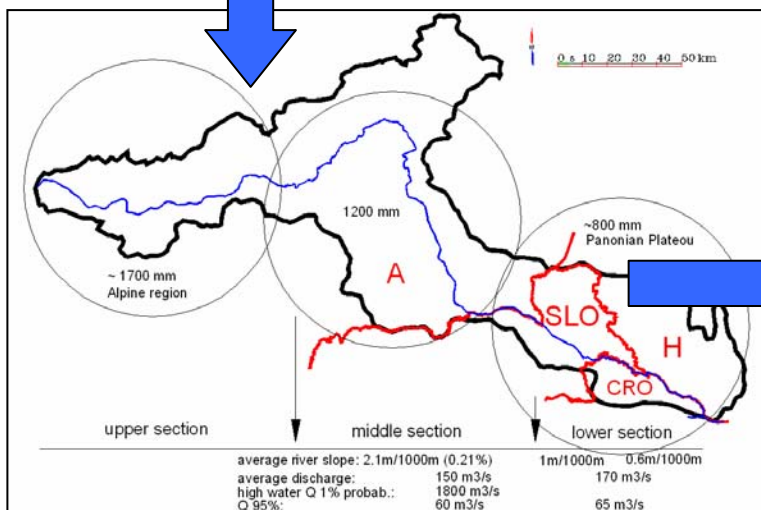 0 s 10 20 30 40 50 km
1200 mm
~800 mm
Panonian Plateou
~ 1700 mm
Alpine region
A
SLO
H
CRO
upper section
middle section
lower section
average river slope: 2.1m/1000m (0.21%)
1m/1000m
0.6m/1000m
average discharge:
150 m3/s
170 m3/s
high water Q 1% probab.:
1800 m3/s
Q 95%:
60 m3/s
65 m3/s